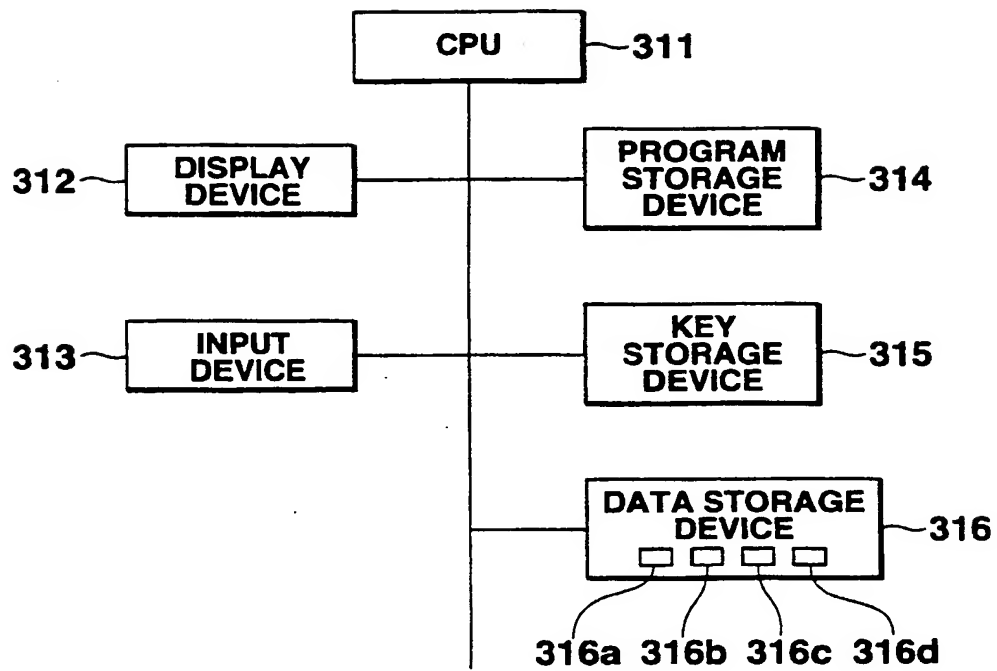 CPU
311
312
DISPLAY
DEVICE
PROGRAM
STORAGE
DEVICE
314
313
INPUT
DEVICE
KEY
STORAGE
DEVICE
315
DATA STORAGE
DEVICE
316
316a 316b 316c 316d